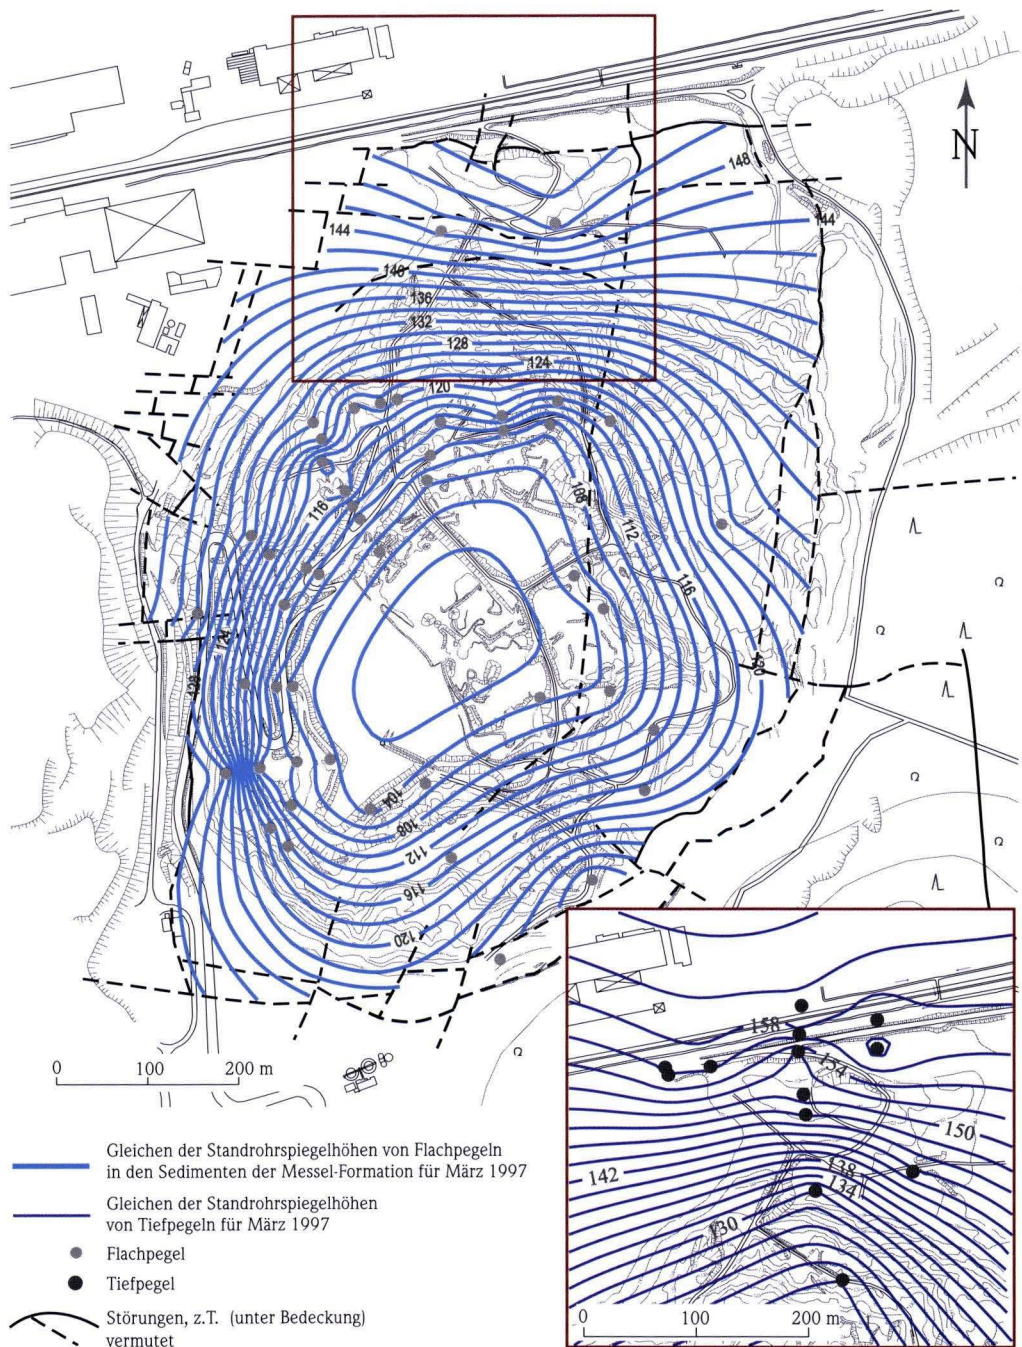 N
148
144
144
140
136
132
128
124
120
116
108
112
116
124
128
120
104
108
112
116
120
0 100 200 m
158
154
150
142
138
134
130
0 100 200 m
Gleichen der Standrohrspiegelhöhen von Flachpegeln
in den Sedimenten der Messel-Formation für März 1997
Gleichen der Standrohrspiegelhöhen
von Tiefpegeln für März 1997
Flachpegel
Tiefpegel
Störungen, z.T. (unter Bedeckung)
vermutet